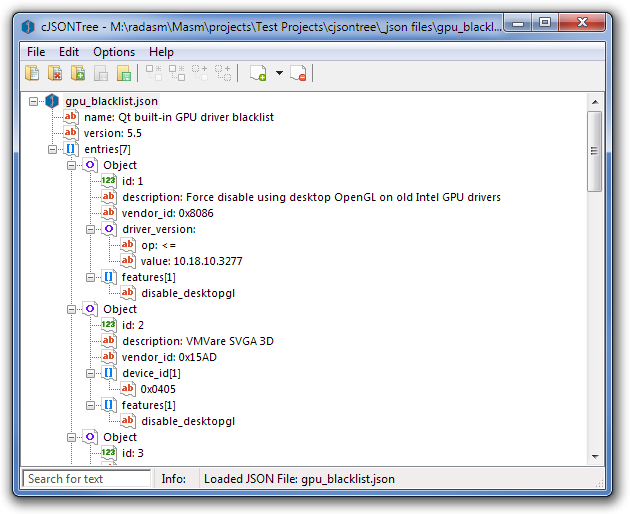 cJSONTree - M:\radasm\Masm\projects\Test Projects\cjsontree\_json files\gpu_blackl...
File Edit Options Help
gpu_blacklist.json
ab name: Qt built-in GPU driver blacklist
ab version: 5.5
[] entries[7]
O Object
123 id: 1
ab description: Force disable using desktop OpenGL on old Intel GPU drivers
ab vendor_id: 0x8086
O driver_version:
ab op: <=
ab value: 10.18.10.3277
[] features[1]
ab disable_desktopgl
O Object
123 id: 2
ab description: VMVare SVGA 3D
ab vendor_id: 0x15AD
[] device_id[1]
ab 0x0405
[] features[1]
ab disable_desktopgl
O Object
123 id: 3
Search for text Info: Loaded JSON File: gpu_blacklist.json